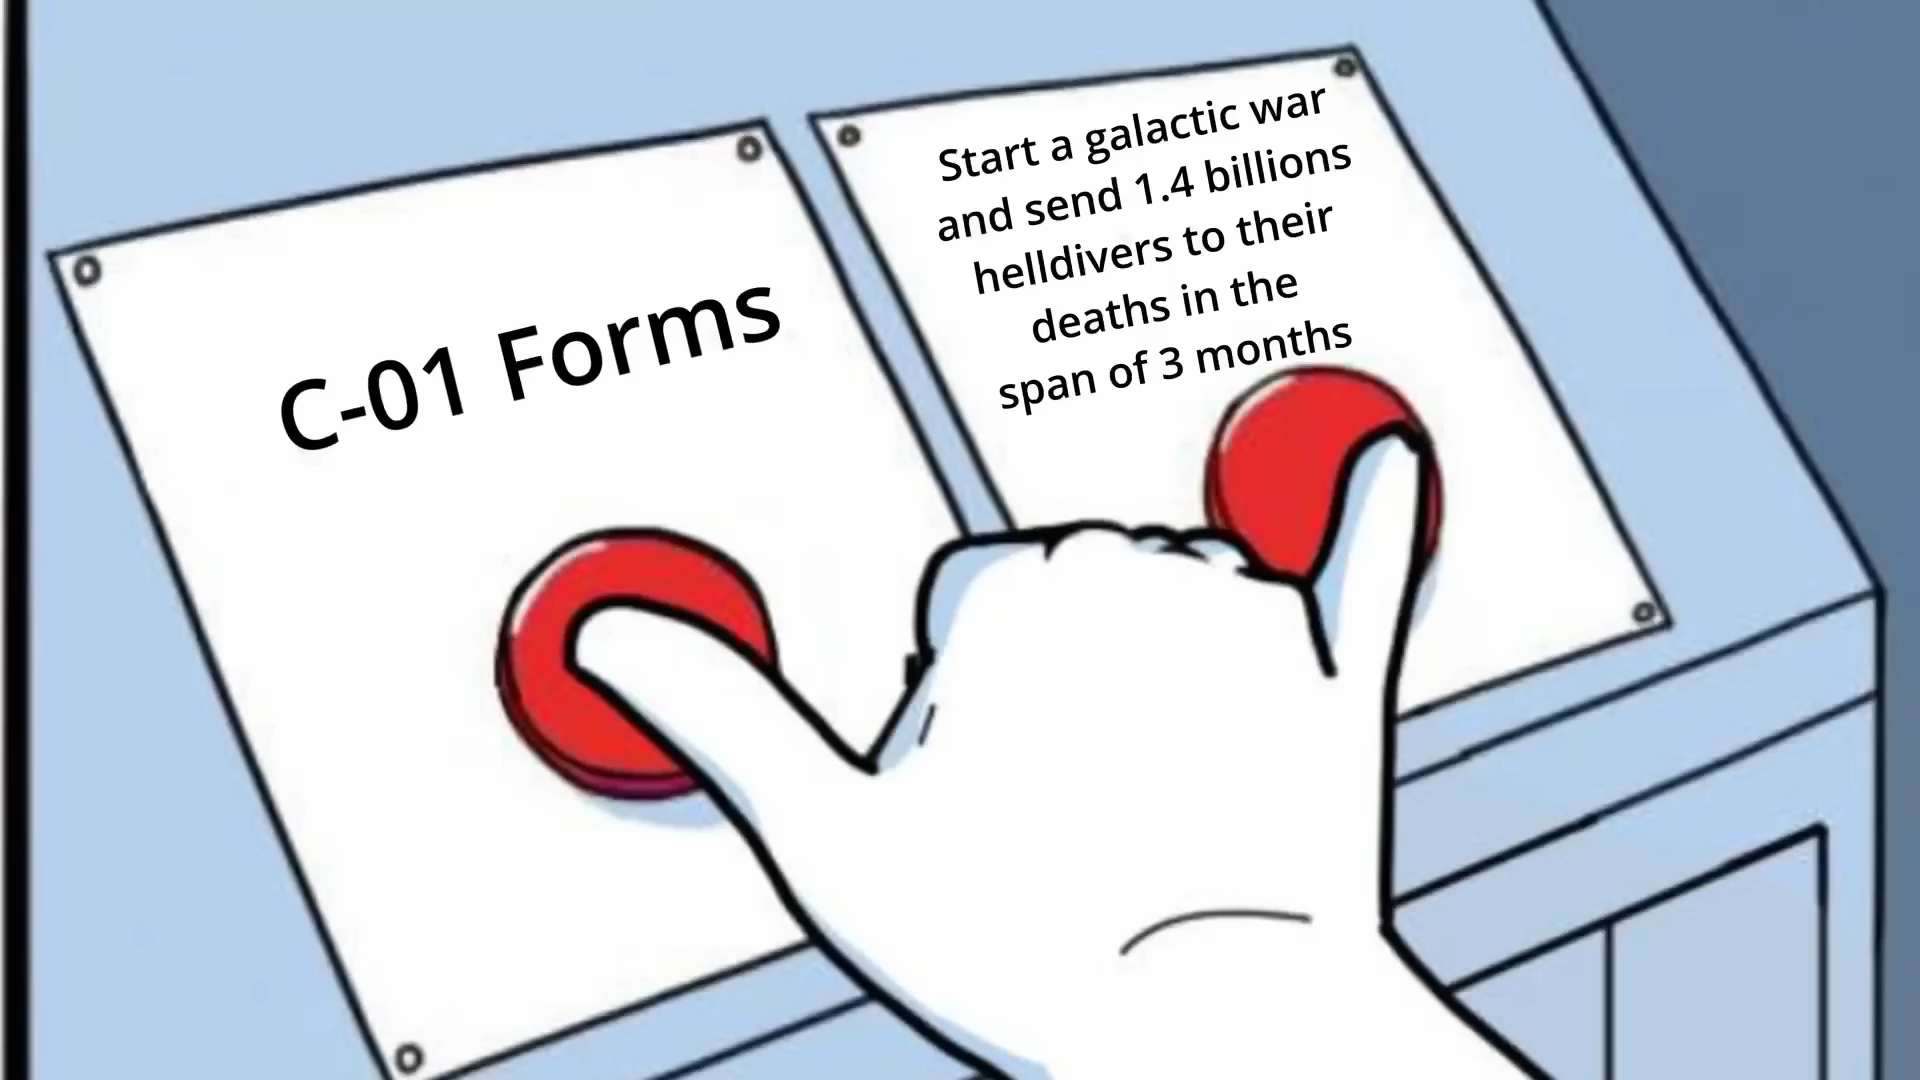 C-01 Forms
Start a galactic war
and send 1.4 billions
helldivers to their
deaths in the
span of 3 months